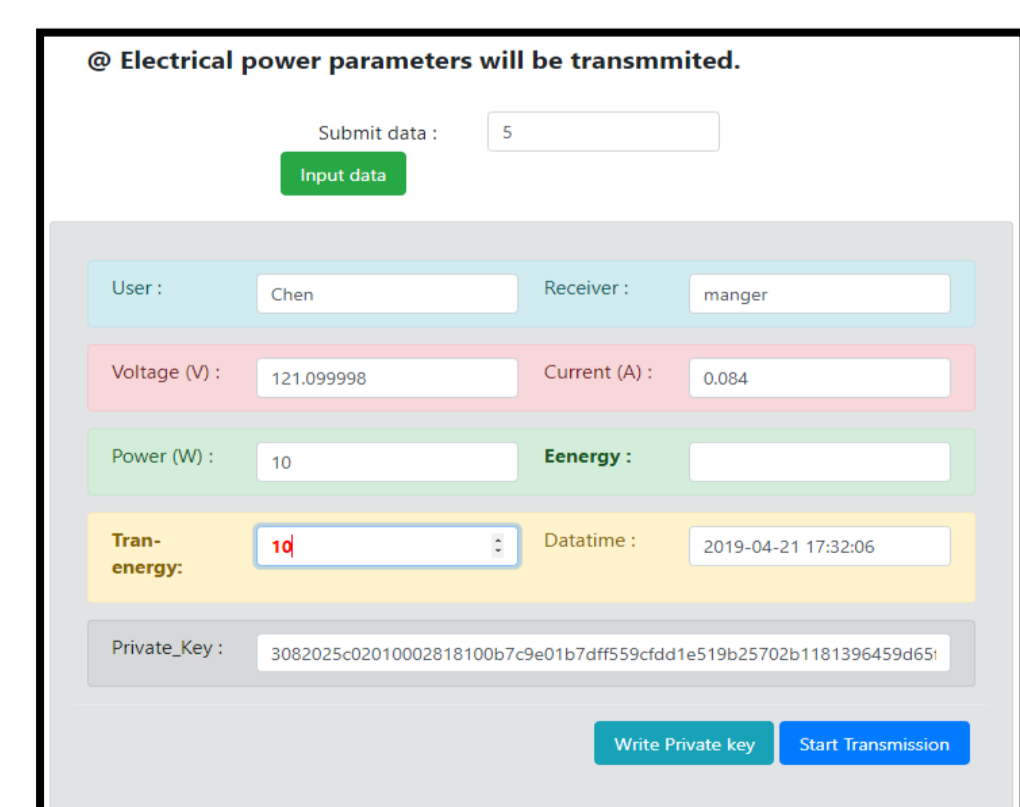 @ Electrical power parameters will be transmmited.
Submit data : 5
Input data
User : Chen Receiver : manger
Voltage (V) : 121.099998 Current (A) : 0.084
Power (W) : 10 Eenergy :
Tran- 10 Datatime : 2019-04-21 17:32:06
energy:
Private_Key : 3082025c02010002818100b7c9e01b7dff559cfdd1e519b25702b1181396459d65f
Write Private key Start Transmission